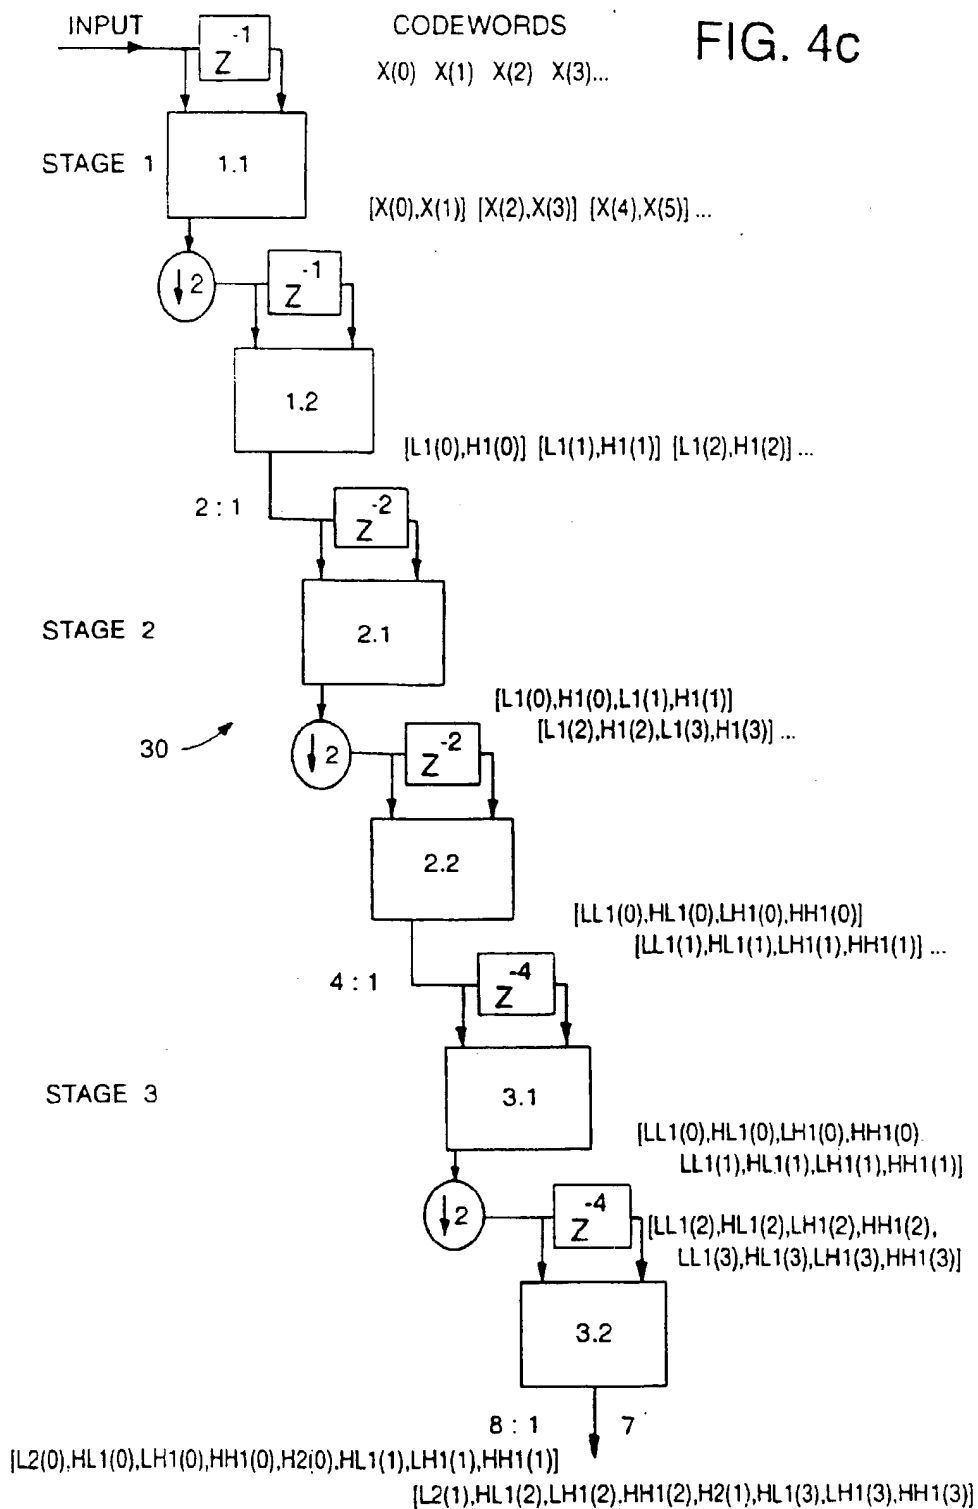 INPUT
z-1
CODEWORDS
FIG. 4c
X(0) X(1) X(2) X(3)...
STAGE 1
1.1
[X(0),X(1)] [X(2),X(3)] [X(4),X(5)] ...
↓2
z-1
1.2
[L1(0),H1(0)] [L1(1),H1(1)] [L1(2),H1(2)] ...
2 : 1
z-2
STAGE 2
2.1
[L1(0),H1(0),L1(1),H1(1)]
[L1(2),H1(2),L1(3),H1(3)] ...
30
↓2
z-2
2.2
[LL1(0),HL1(0),LH1(0),HH1(0)]
[LL1(1),HL1(1),LH1(1),HH1(1)] ...
4 : 1
z-4
STAGE 3
3.1
[LL1(0),HL1(0),LH1(0),HH1(0)
LL1(1),HL1(1),LH1(1),HH1(1)]
↓2
z-4
[LL1(2),HL1(2),LH1(2),HH1(2),
LL1(3),HL1(3),LH1(3),HH1(3)]
3.2
8 : 1
7
[L2(0),HL1(0),LH1(0),HH1(0),H2(0),HL1(1),LH1(1),HH1(1)]
[L2(1),HL1(2),LH1(2),HH1(2),H2(1),HL1(3),LH1(3),HH1(3)]